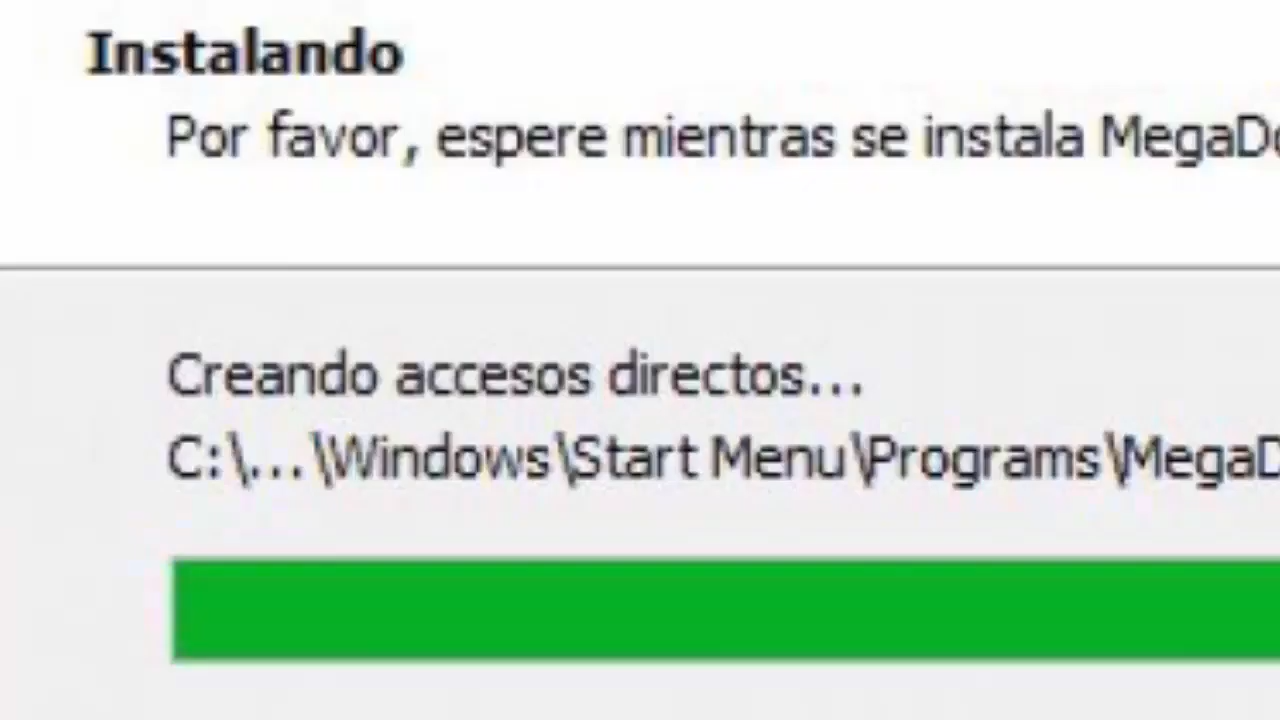 Instalando
Por favor, espere mientras se instala
Creando accesos directos...
C:\...\Windows\Start Menu\Programs\